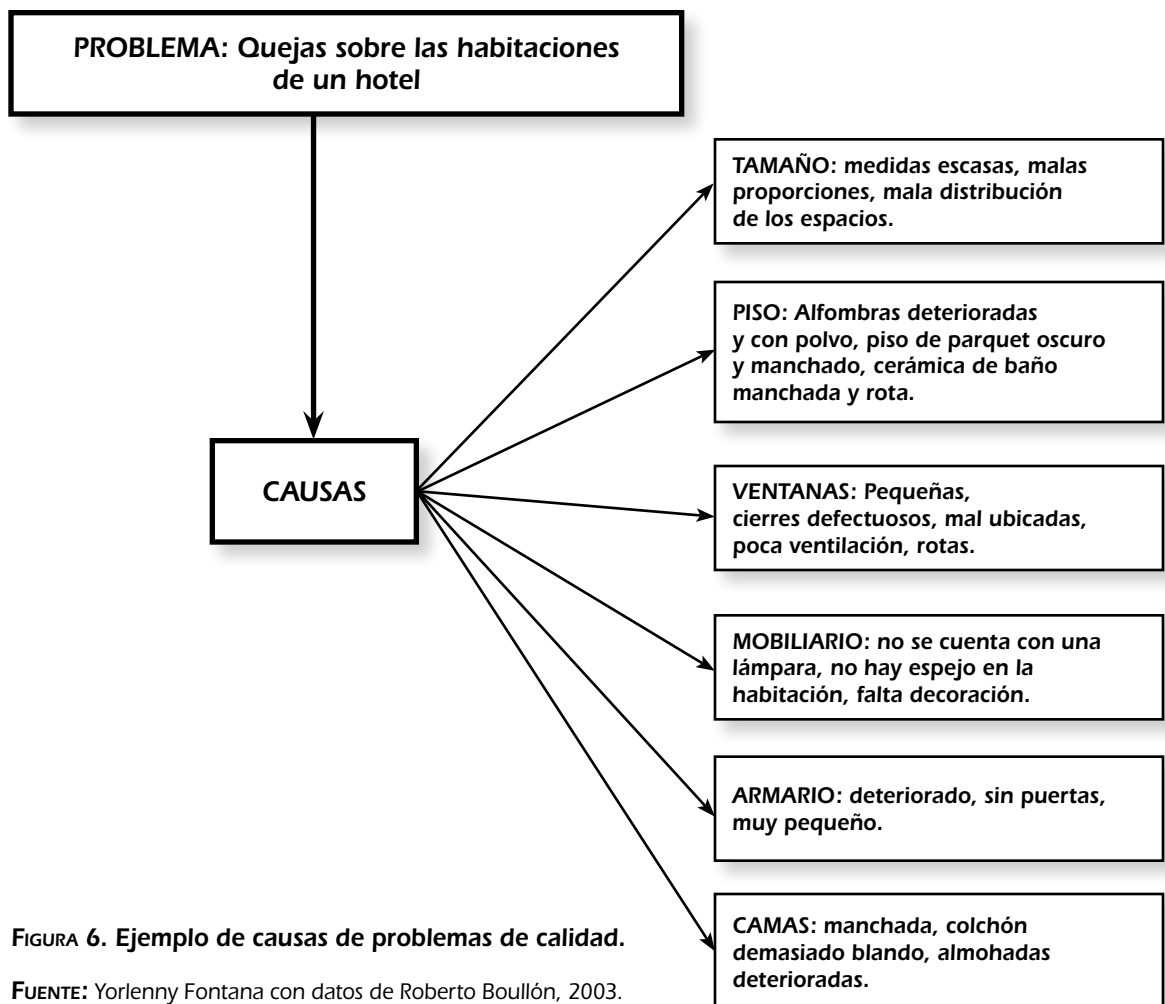 PROBLEMA: Quejas sobre las habitaciones
de un hotel
CAUSAS
TAMAÑO: medidas escasas, malas
proporciones, mala distribución
de los espacios.
PISO: Alfombras deterioradas
y con polvo, piso de parquet oscuro
y manchado, cerámica de baño
manchada y rota.
VENTANAS: Pequeñas,
cierres defectuosos, mal ubicadas,
poca ventilación, rotas.
MOBILIARIO: no se cuenta con una
lámpara, no hay espejo en la
habitación, falta decoración.
ARMARIO: deteriorado, sin puertas,
muy pequeño.
CAMAS: manchada, colchón
demasiado blando, almohadas
deterioradas.
FIGURA 6. Ejemplo de causas de problemas de calidad.
FUENTE: Yorlenny Fontana con datos de Roberto Boullón, 2003.